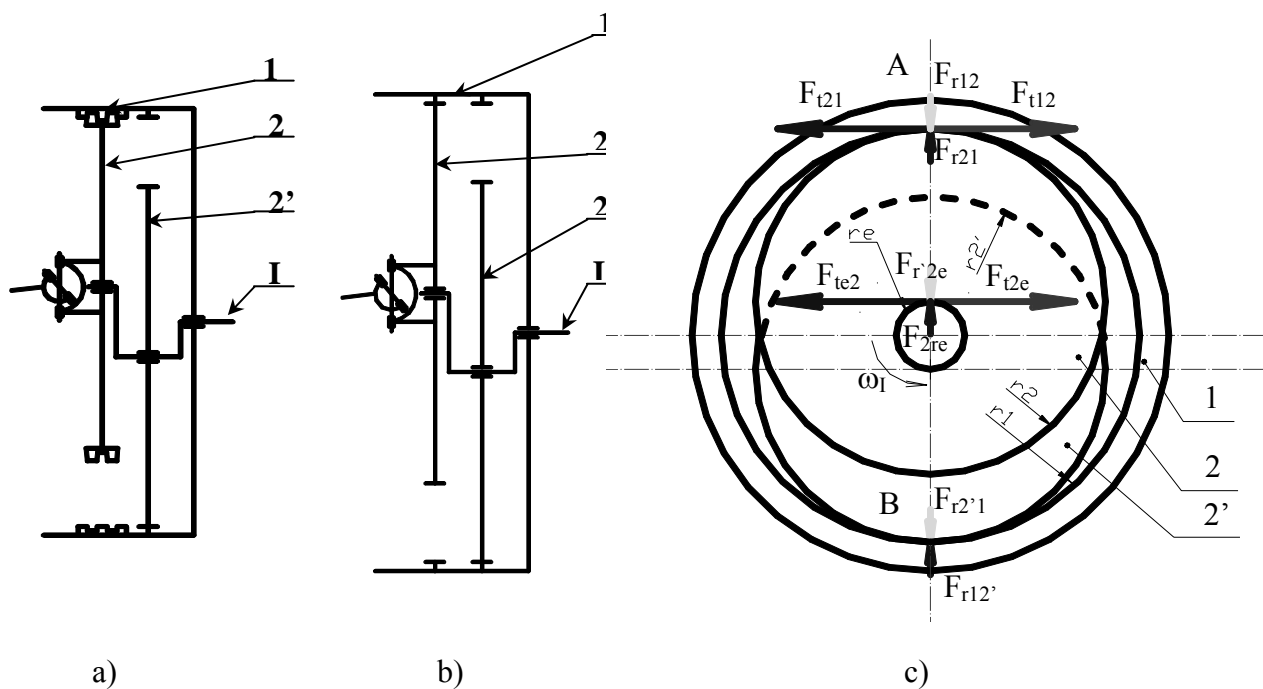 1
2
2’
I
a)
1
2
2
I
b)
A
Fr12
Ft21
Ft12
Fr21
re
r2'
Fte2
Fr`2e
Ft2e
F2re
ωI
r2
r1
1
2
2’
B
Fr2’1
Fr12’
c)